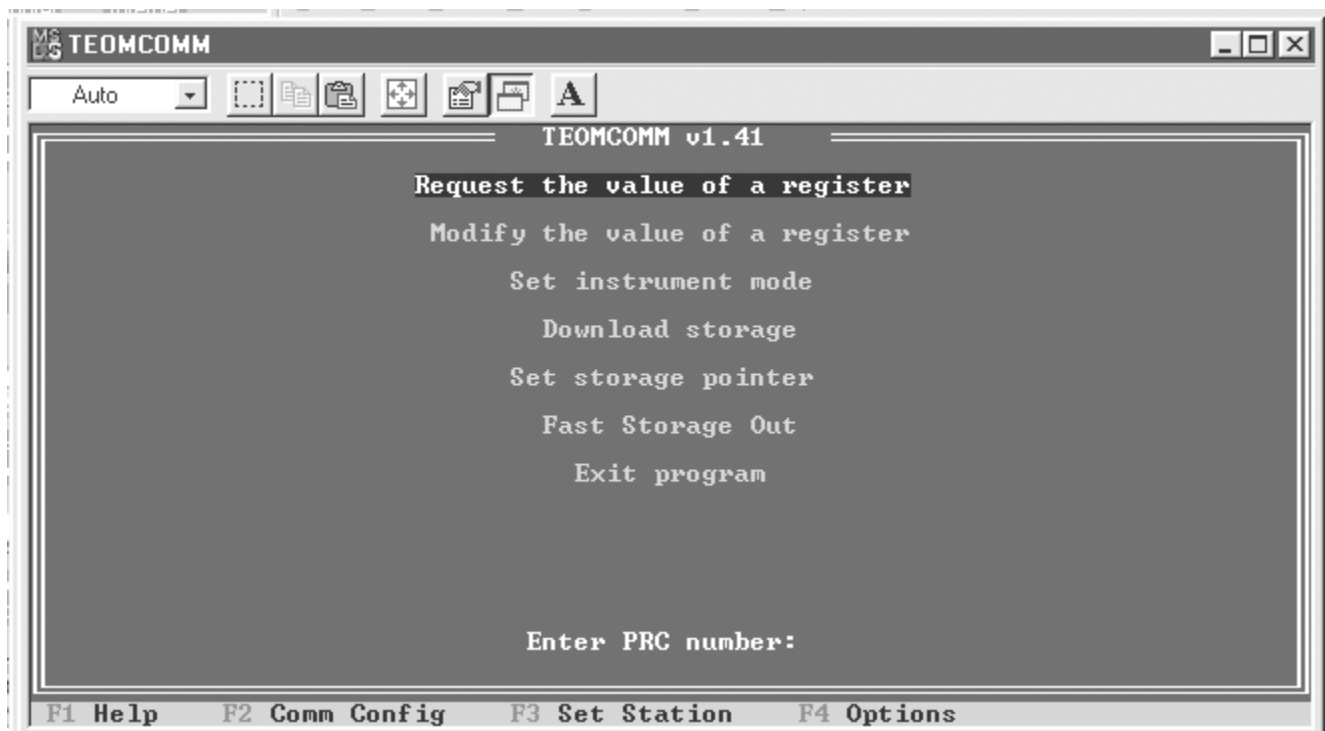 TEOMCOMM
Auto
A
TEOMCOMM v1.41
Request the value of a register
Modify the value of a register
Set instrument mode
Download storage
Set storage pointer
Fast Storage Out
Exit program
Enter PRC number:
F1 Help F2 Comm Config F3 Set Station F4 Options